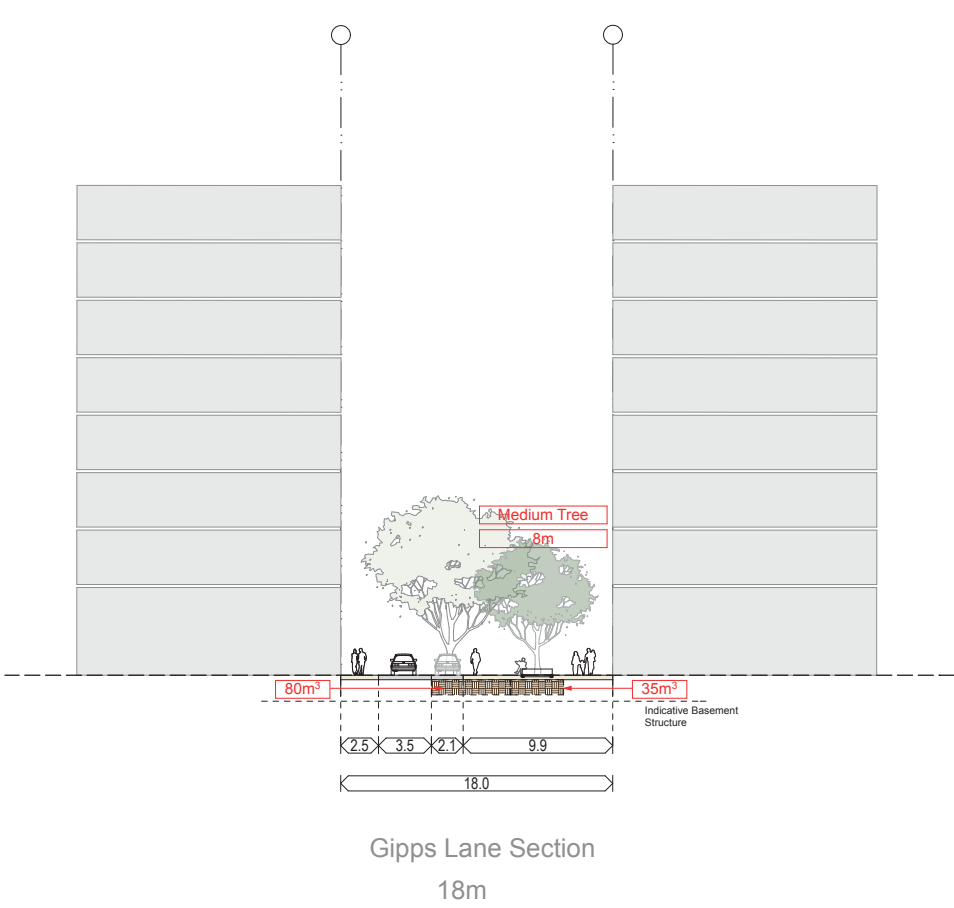 Medium Tree
8m
80m³
35m³
Indicative Basement
Structure
2.5 3.5 2.1 9.9
18.0
Gipps Lane Section
18m